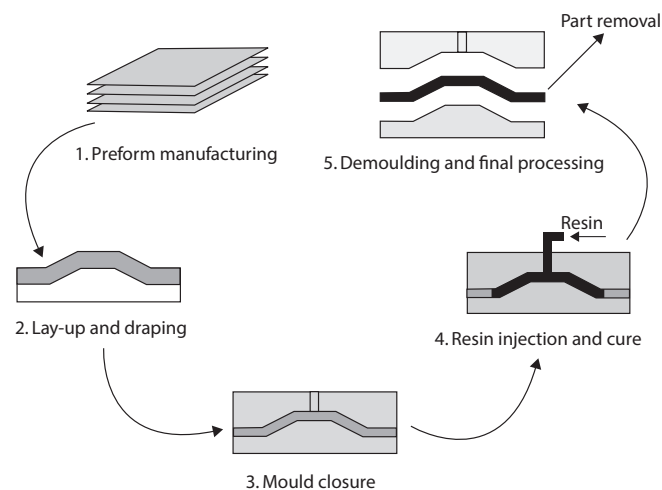 1. Preform manufacturing
2. Lay-up and draping
3. Mould closure
4. Resin injection and cure
Resin
5. Demoulding and final processing
Part removal